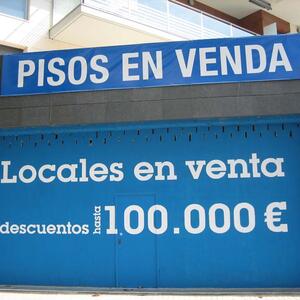 PISOS EN VENDA
Locales en venta
descuentos hasta 100.000 €